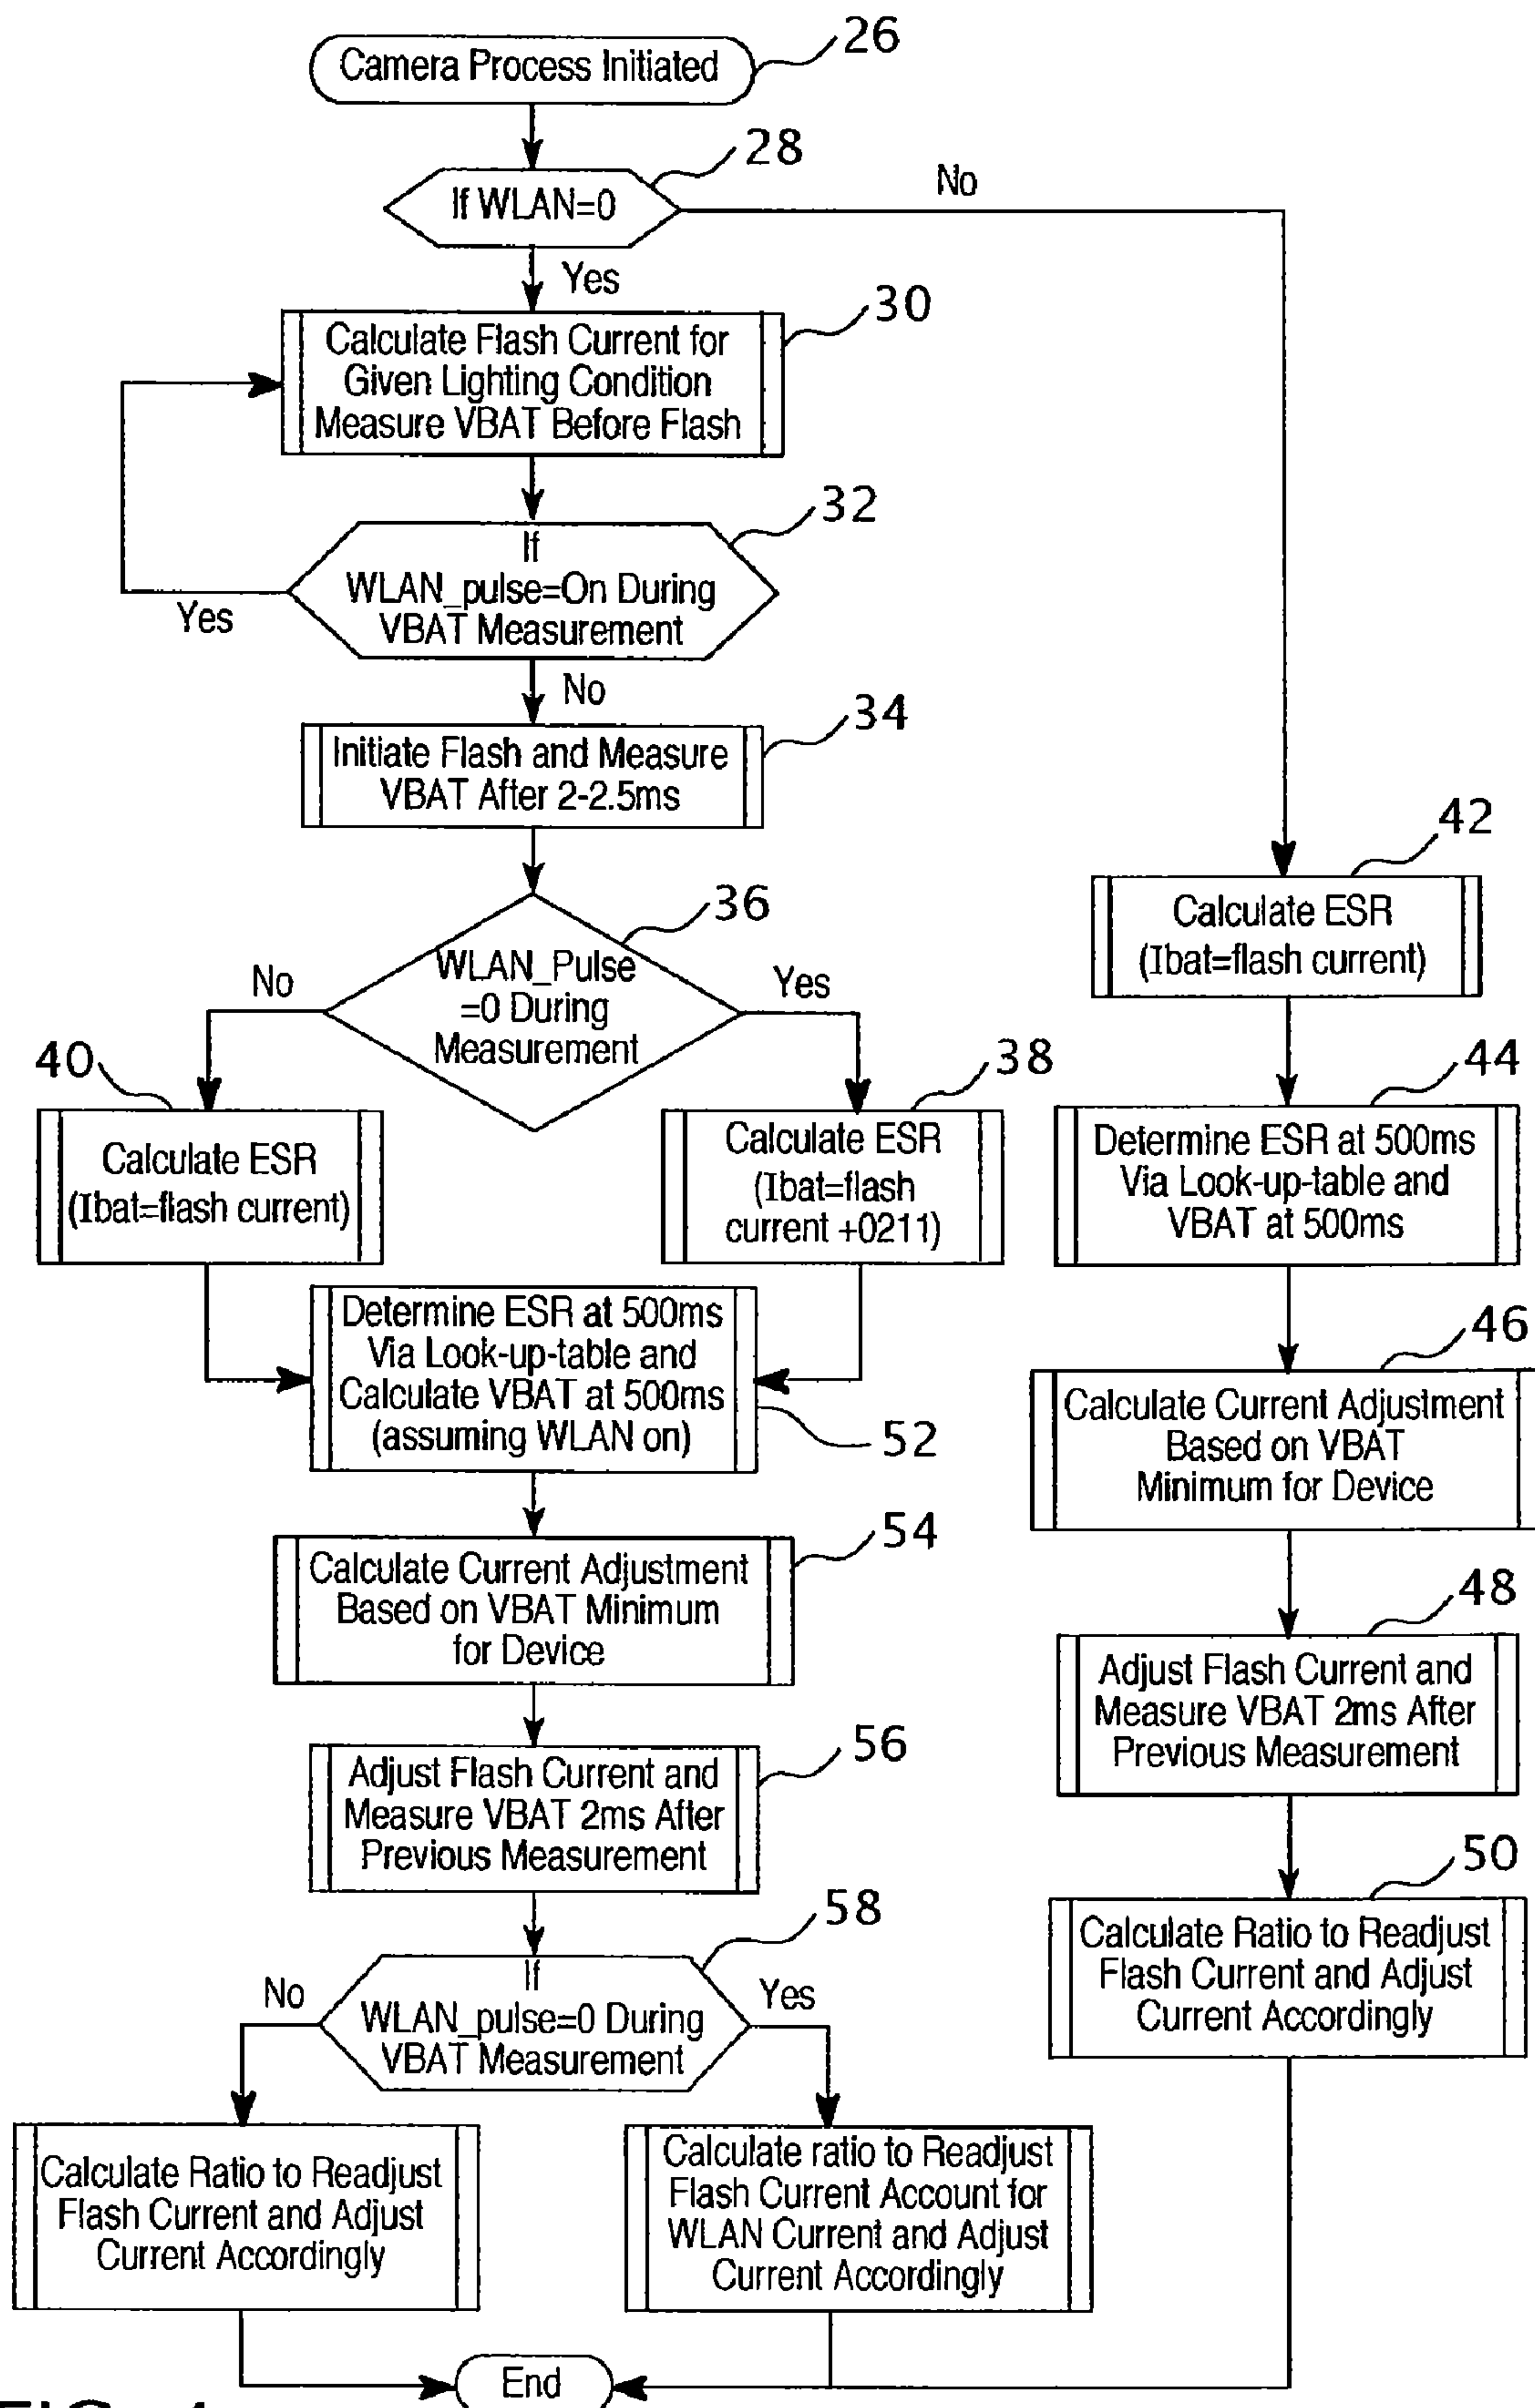 Camera Process Initiated
26
If WLAN=0
28
No
Yes
Calculate Flash Current for
Given Lighting Condition
Measure VBAT Before Flash
30
If
WLAN_pulse=On During
VBAT Measurement
32
Yes
No
Initiate Flash and Measure
VBAT After 2-2.5ms
34
WLAN_Pulse
=0 During
Measurement
36
No
Yes
40
Calculate ESR
(Ibat=flash current)
38
Calculate ESR
(Ibat=flash
current +0211)
42
Calculate ESR
(Ibat=flash current)
44
Determine ESR at 500ms
Via Look-up-table and
VBAT at 500ms
Determine ESR at 500ms
Via Look-up-table and
Calculate VBAT at 500ms
(assuming WLAN on)
52
46
Calculate Current Adjustment
Based on VBAT
Minimum for Device
Calculate Current Adjustment
Based on VBAT Minimum
for Device
54
48
Adjust Flash Current and
Measure VBAT 2ms After
Previous Measurement
Adjust Flash Current and
Measure VBAT 2ms After
Previous Measurement
56
50
Calculate Ratio to Readjust
Flash Current and Adjust
Current Accordingly
If
WLAN_pulse=0 During
VBAT Measurement
58
No
Yes
Calculate Ratio to Readjust
Flash Current and Adjust
Current Accordingly
Calculate ratio to Readjust
Flash Current Account for
WLAN Current and Adjust
Current Accordingly
End